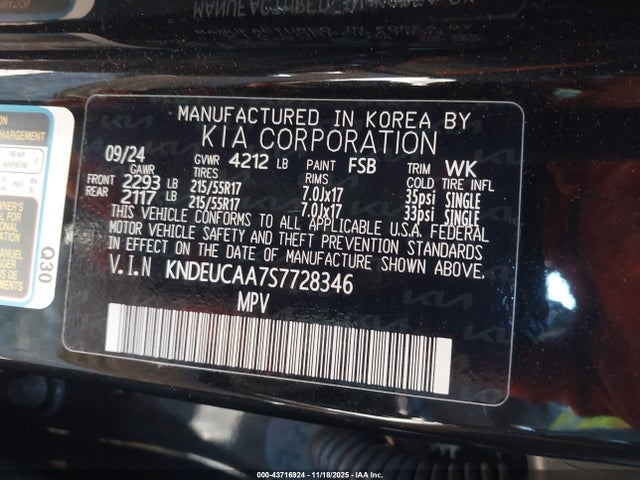 MANUFACTURED IN KOREA BY
KIA CORPORATION
09/24 GVWR 4212 LB PAINT FSB TRIM WK
GAWR TIRES RIMS COLD TIRE INFL
FRONT 2293 LB 215/55R17 7.0Jx17 35psi SINGLE
REAR 2117 LB 215/55R17 7.0Jx17 33psi SINGLE
THIS VEHICLE CONFORMS TO ALL APPLICABLE U.S.A. FEDERAL
MOTOR VEHICLE SAFETY AND THEFT PREVENTION STANDARDS
IN EFFECT ON THE DATE OF MANUFACTURE SHOWN ABOVE.
V.I.N KNDEUCAA7S7728346
MPV
REAR
ARRIERE
Q30
000-43716924 - 11/18/2025 - IAA Inc.